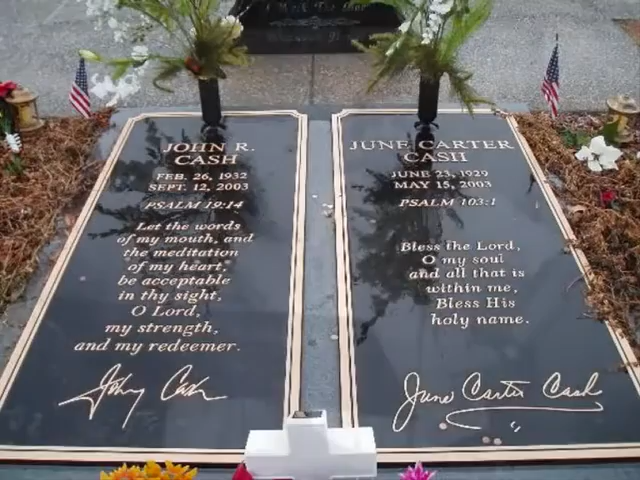 JOHN R.
CASH
FEB. 26, 1932
SEPT. 12, 2003
PSALM 19:14
Let the words
of my mouth, and
the meditation
of my heart,
be acceptable
in thy sight,
O Lord,
my strength,
and my redeemer.
Johny Cash
JUNE CARTER
CASH
JUNE 23, 1929
MAY 15, 2003
PSALM 103:1
Bless the Lord,
O my soul
and all that is
within me,
Bless His
holy name.
June Carter Cash